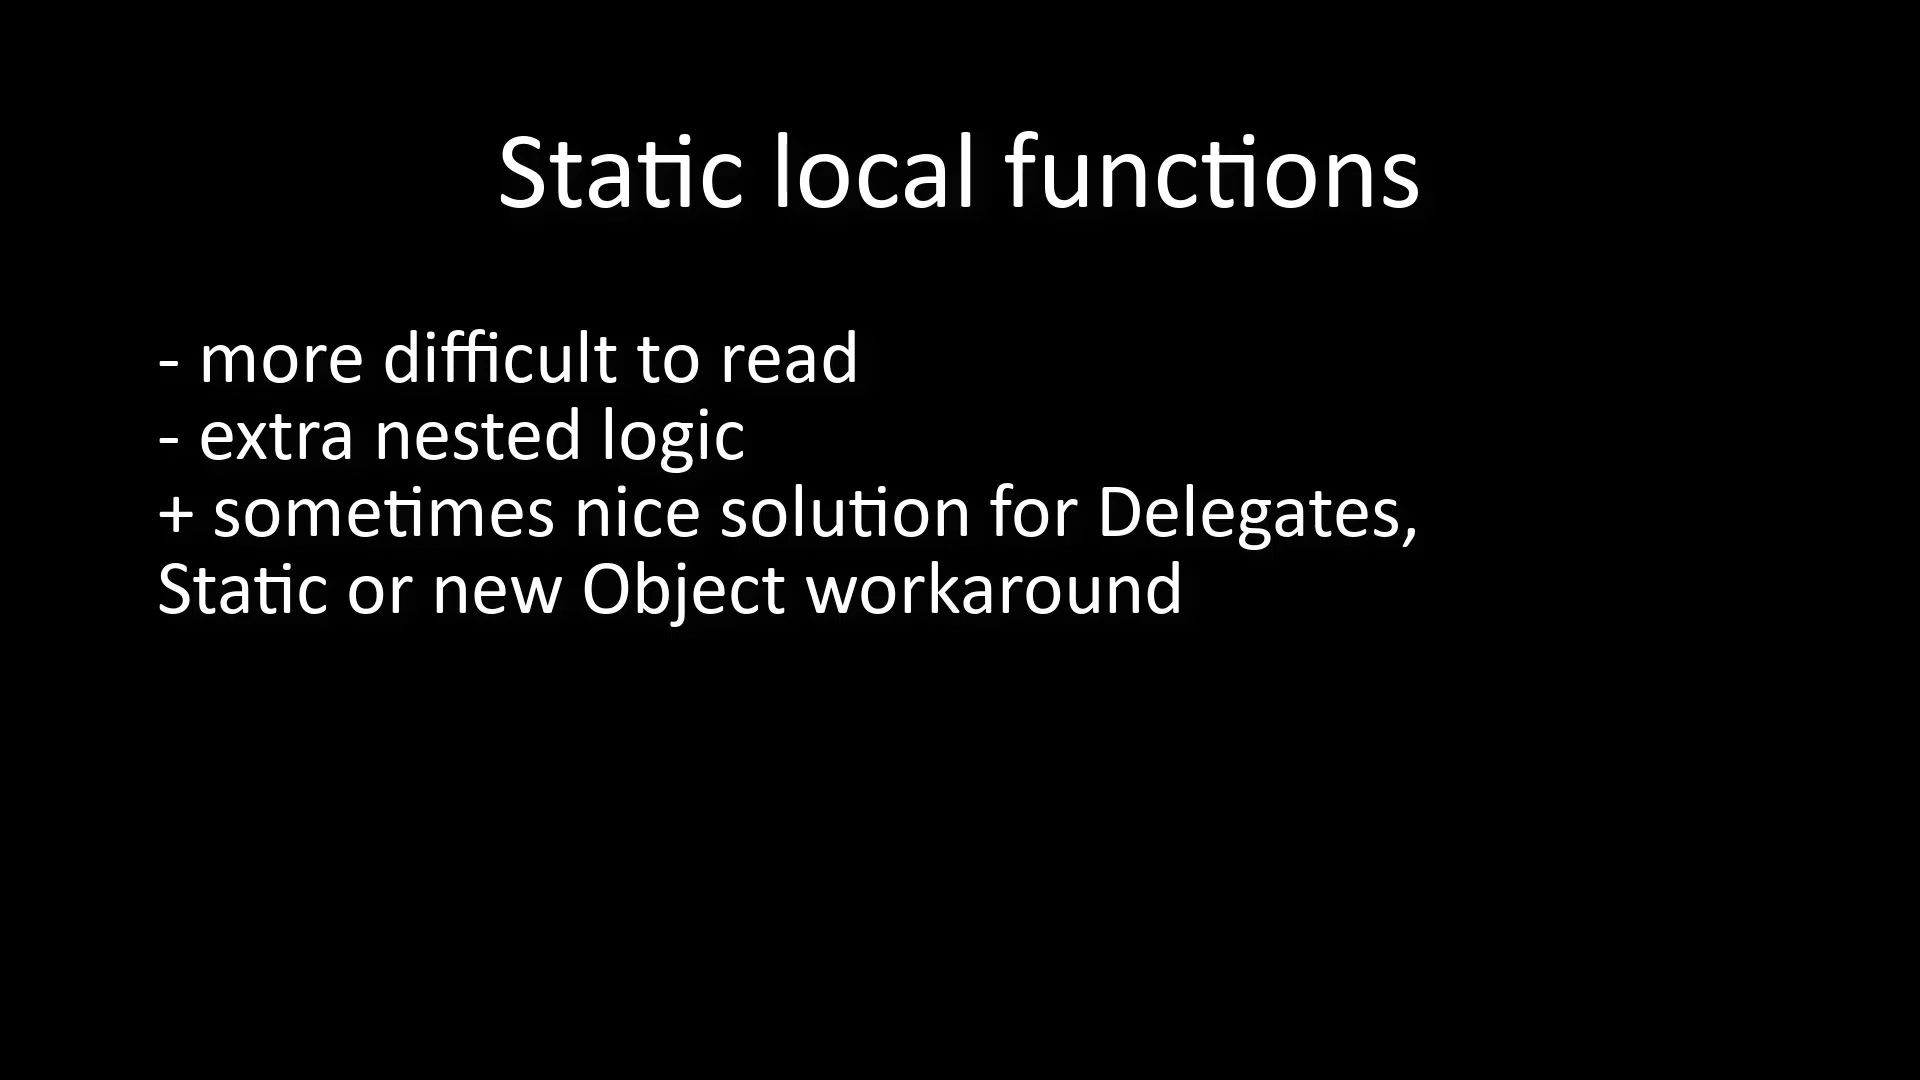 Static local functions
- more difficult to read
- extra nested logic
+ sometimes nice solution for Delegates,
Static or new Object workaround